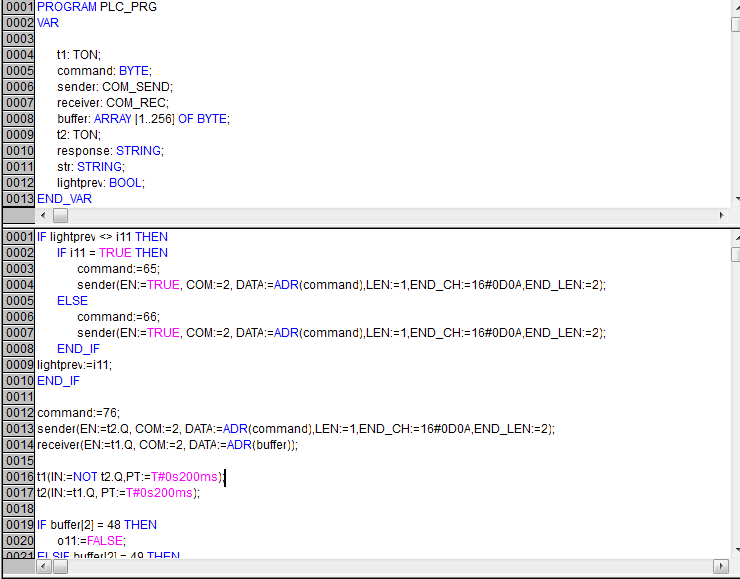 0001 PROGRAM PLC_PRG
0002 VAR
0003
0004 t1: TON;
0005 command: BYTE;
0006 sender: COM_SEND;
0007 receiver: COM_REC;
0008 buffer: ARRAY [1..256] OF BYTE;
0009 t2: TON;
0010 response: STRING;
0011 str: STRING;
0012 lightprev: BOOL;
0013 END_VAR
0001 IF lightprev <> i11 THEN
0002 IF i11 = TRUE THEN
0003 command:=65;
0004 sender(EN:=TRUE, COM:=2, DATA:=ADR(command),LEN:=1,END_CH:=16#0D0A,END_LEN:=2);
0005 ELSE
0006 command:=66;
0007 sender(EN:=TRUE, COM:=2, DATA:=ADR(command),LEN:=1,END_CH:=16#0D0A,END_LEN:=2);
0008 END_IF
0009 lightprev:=i11;
0010 END_IF
0011
0012 command:=76;
0013 sender(EN:=t2.Q, COM:=2, DATA:=ADR(command),LEN:=1,END_CH:=16#0D0A,END_LEN:=2);
0014 receiver(EN:=t1.Q, COM:=2, DATA:=ADR(buffer));
0015
0016 t1(IN:=NOT t2.Q,PT:=T#0s200ms);
0017 t2(IN:=t1.Q, PT:=T#0s200ms);
0018
0019 IF buffer[2] = 48 THEN
0020 o11:=FALSE;
0021 ELSIF buffer[2] = 49 THEN